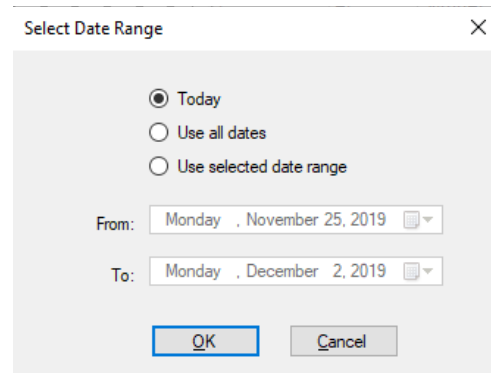 Select Date Range
Today
Use all dates
Use selected date range
From: Monday , November 25, 2019
To: Monday , December 2, 2019
OK Cancel